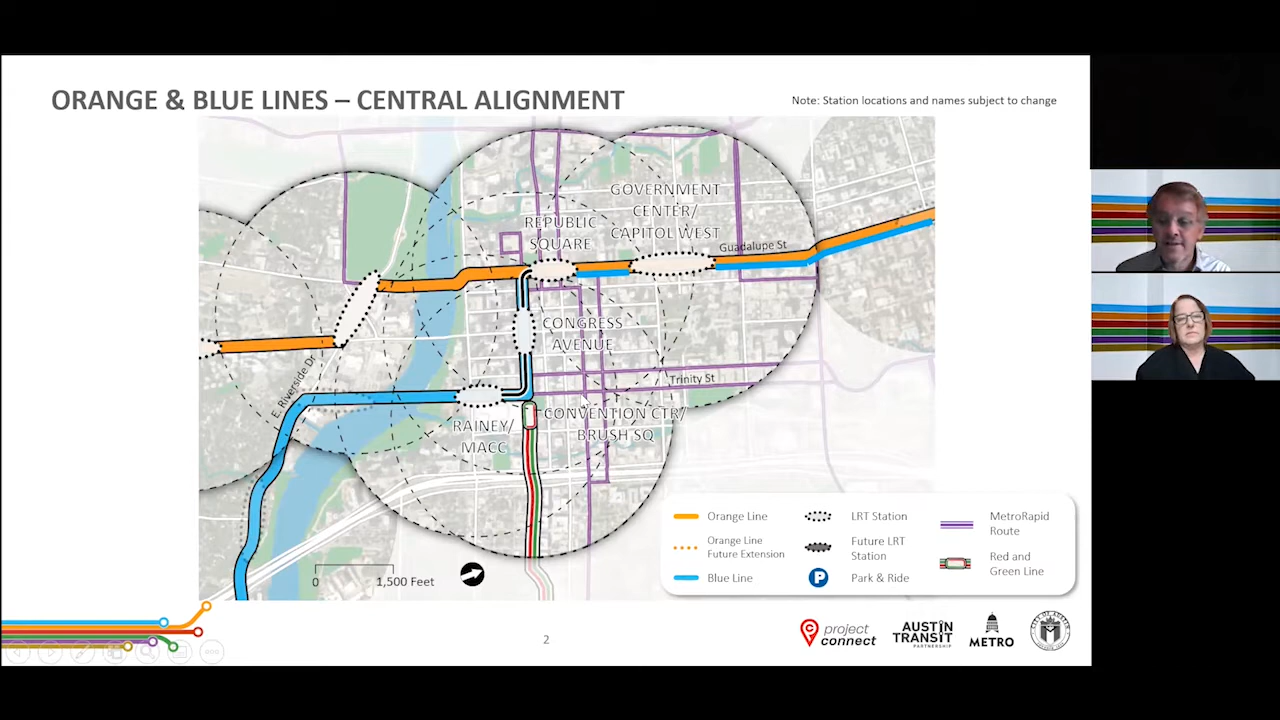 ORANGE & BLUE LINES – CENTRAL ALIGNMENT
Note: Station locations and names subject to change
GOVERNMENT
CENTER/
CAPITOL WEST
REPUBLIC
SQUARE
Guadalupe St
CONGRESS
AVENUE
Trinity St
E. Riverside Dr
CONVENTION CTR/
BRUSH SQ
RAINEY/
MACC
0 1,500 Feet
Orange Line
Orange Line
Future Extension
Blue Line
LRT Station
Future LRT
Station
P
Park & Ride
MetroRapid
Route
Red and
Green Line
2
C
project
connect
AUSTIN
TRANSIT
PARTNERSHIP
METRO